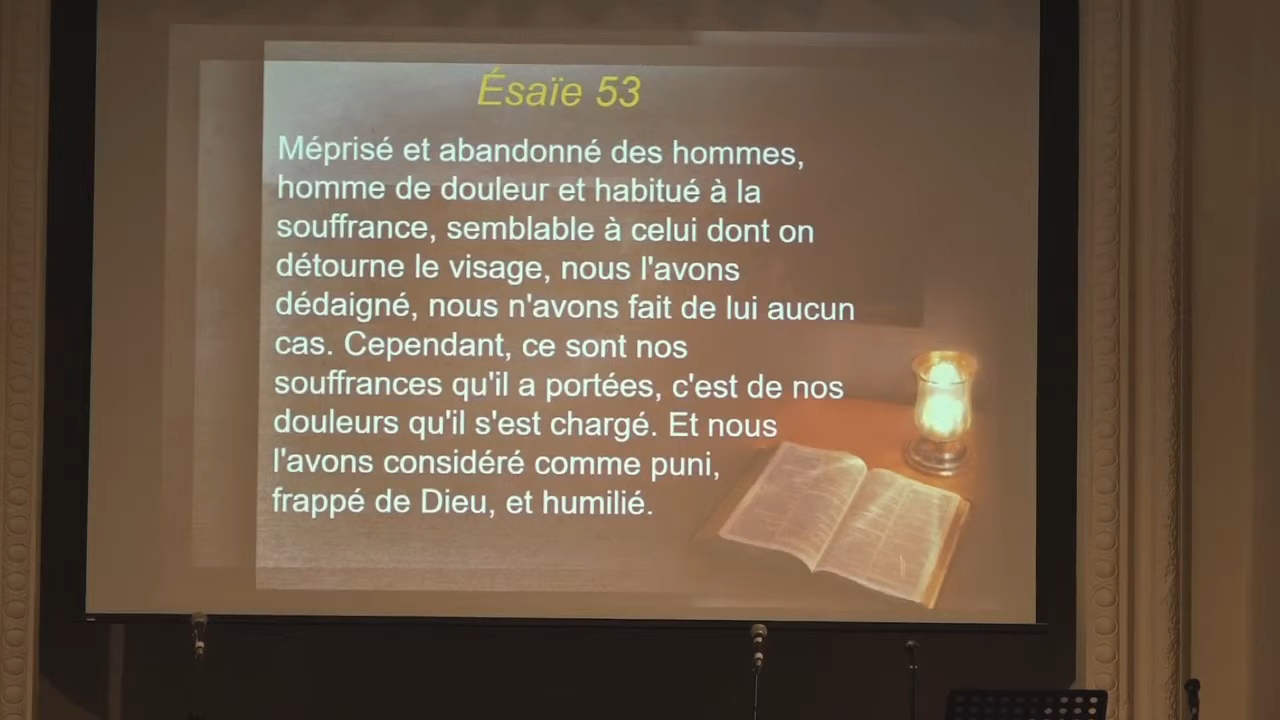 Ésaïe 53
Méprisé et abandonné des hommes,
homme de douleur et habitué à la
souffrance, semblable à celui dont on
détourne le visage, nous l'avons
dédaigné, nous n'avons fait de lui aucun
cas. Cependant, ce sont nos
souffrances qu'il a portées, c'est de nos
douleurs qu'il s'est chargé. Et nous
l'avons considéré comme puni,
frappé de Dieu, et humilié.